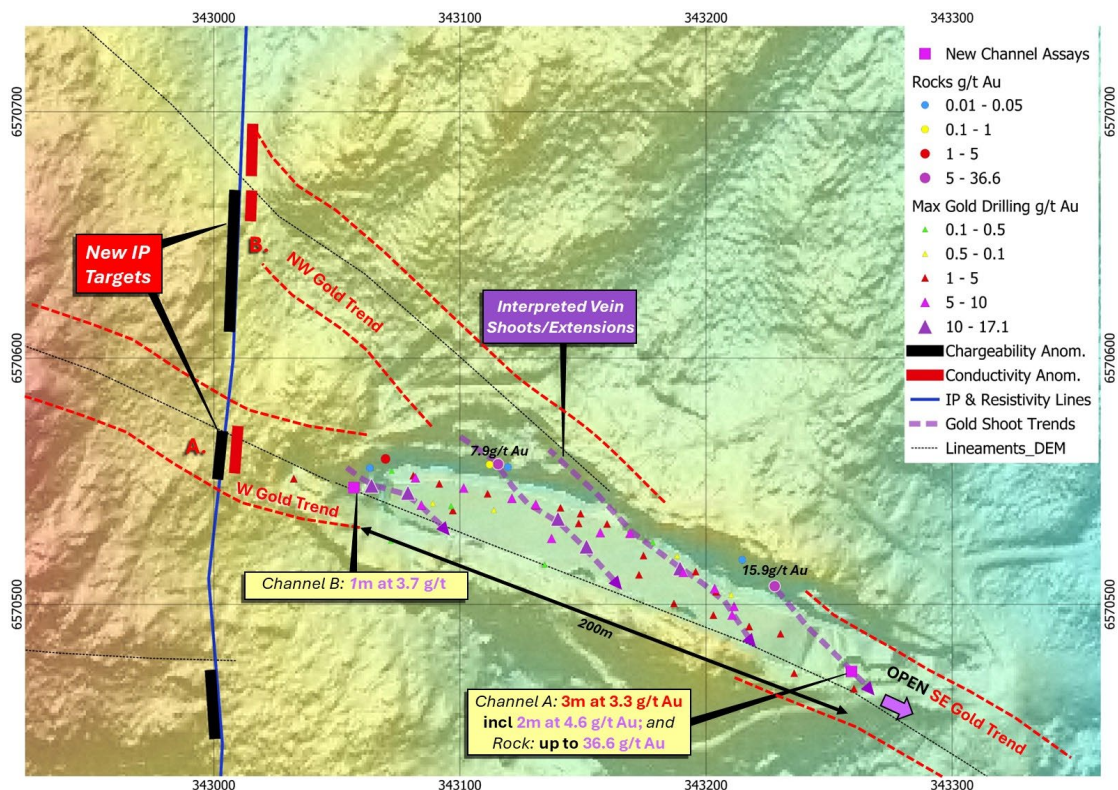 343000
343100
343200
343300
6570700
6570600
6570500
6570700
6570600
6570500
343000
343100
343200
343300
New Channel Assays
Rocks g/t Au
0.01 - 0.05
0.1 - 1
1 - 5
5 - 36.6
Max Gold Drilling g/t Au
0.1 - 0.5
0.5 - 0.1
1 - 5
5 - 10
10 - 17.1
Chargeability Anom.
Conductivity Anom.
IP & Resistivity Lines
Gold Shoot Trends
Lineaments_DEM
New IP
Targets
B.
NW Gold Trend
Interpreted Vein
Shoots/Extensions
A.
W Gold Trend
7.9g/t Au
15.9g/t Au
Channel B: 1m at 3.7 g/t
200m
Channel A: 3m at 3.3 g/t Au
incl 2m at 4.6 g/t Au; and
Rock: up to 36.6 g/t Au
OPEN SE Gold Trend